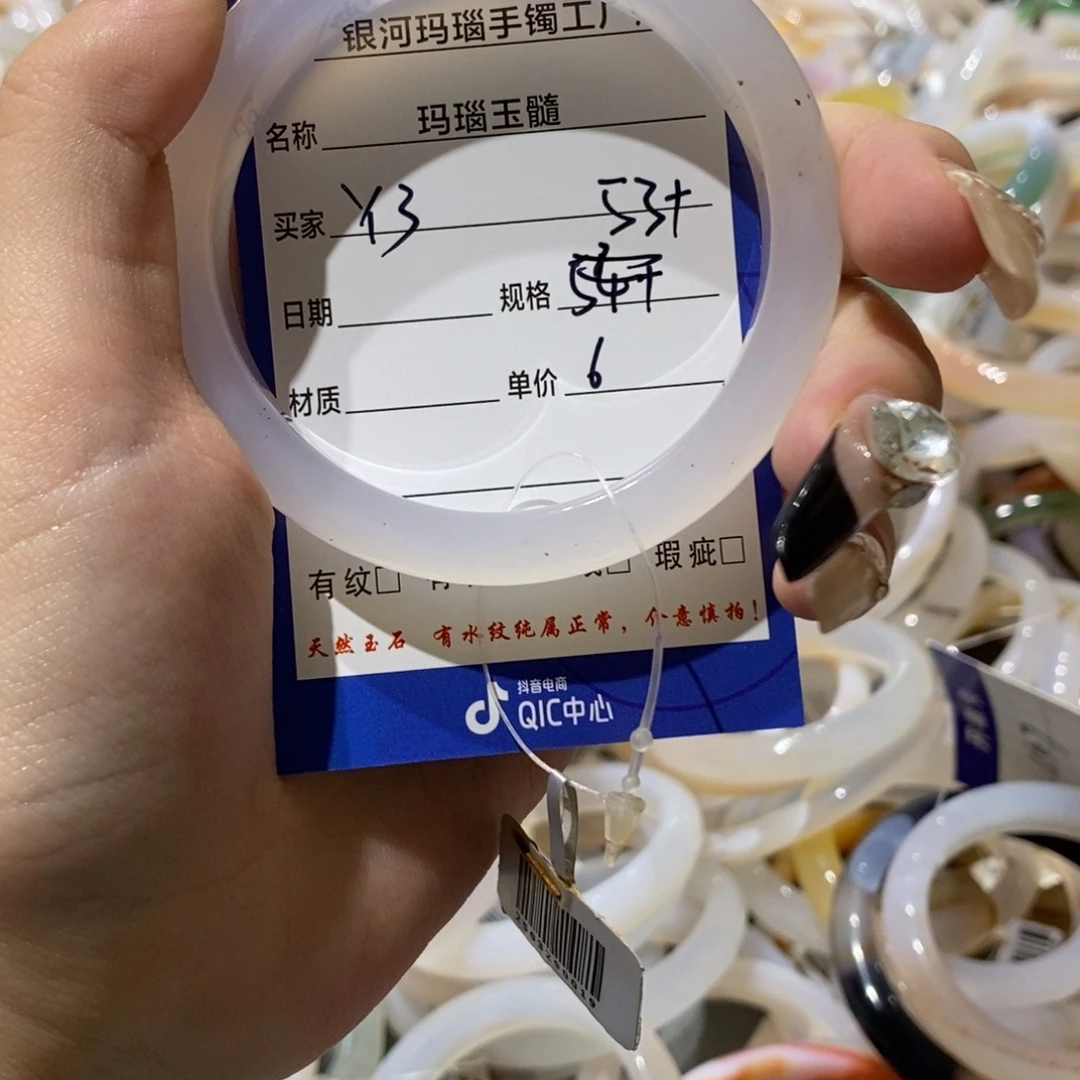 银河玛瑙手镯工厂
名称 玛瑙玉髓
买家 Y3 53+
日期 规格
材质 单价 6
有纹□ 瑕疵□
天然玉石 有水纹纯属正常，介意慎拍！
抖音电商
QIC中心